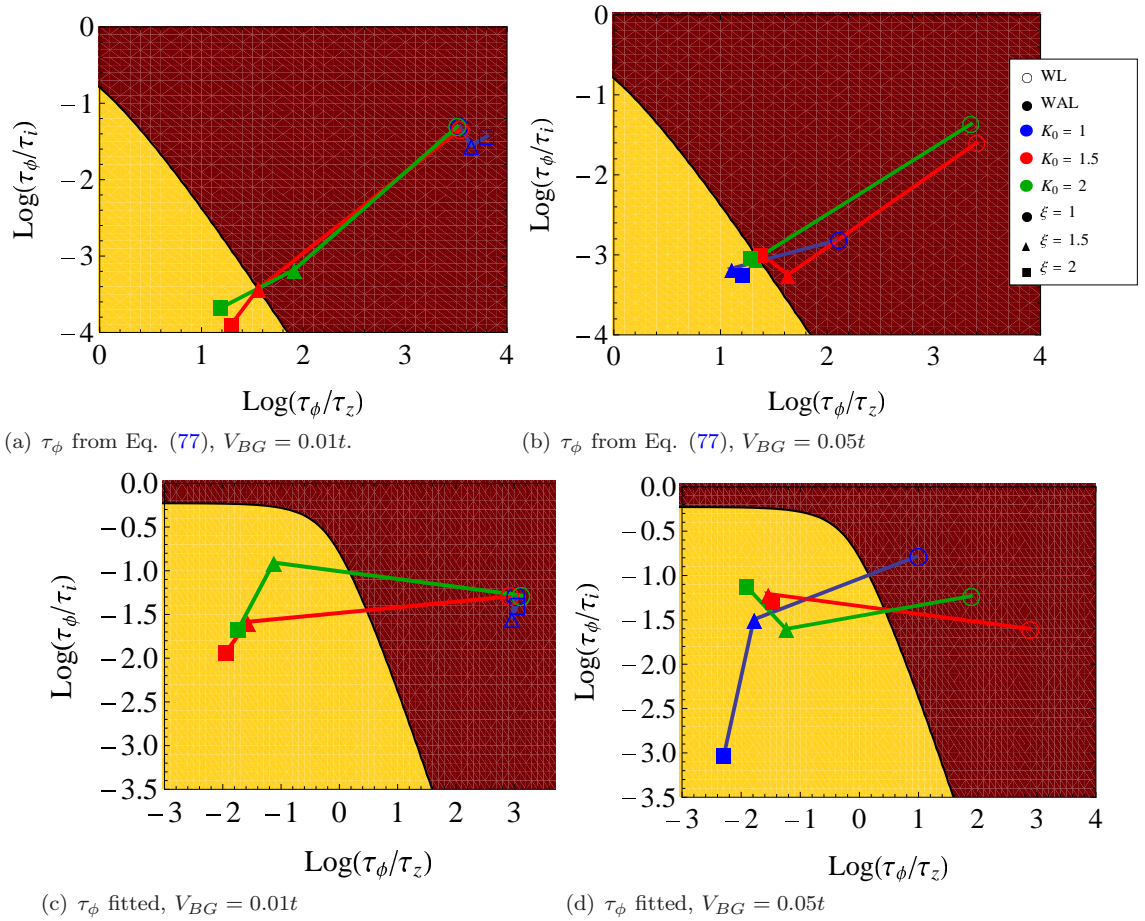 0
−1
−2
−3
−4
0
1
2
3
4
Log(τϕ/τi)
Log(τϕ/τz)
(a) τϕ from Eq. (77), VBG = 0.01t.
0
−1
−2
−3
−4
0
1
2
3
4
Log(τϕ/τi)
Log(τϕ/τz)
(b) τϕ from Eq. (77), VBG = 0.05t
WL
WAL
K0 = 1
K0 = 1.5
K0 = 2
ξ = 1
ξ = 1.5
ξ = 2
0.0
−0.5
−1.0
−1.5
−2.0
−2.5
−3.0
−3.5
−3
−2
−1
0
1
2
3
Log(τϕ/τi)
Log(τϕ/τz)
(c) τϕ fitted, VBG = 0.01t
0.0
−0.5
−1.0
−1.5
−2.0
−2.5
−3.0
−3.5
−3
−2
−1
0
1
2
3
4
Log(τϕ/τi)
Log(τϕ/τz)
(d) τϕ fitted, VBG = 0.05t